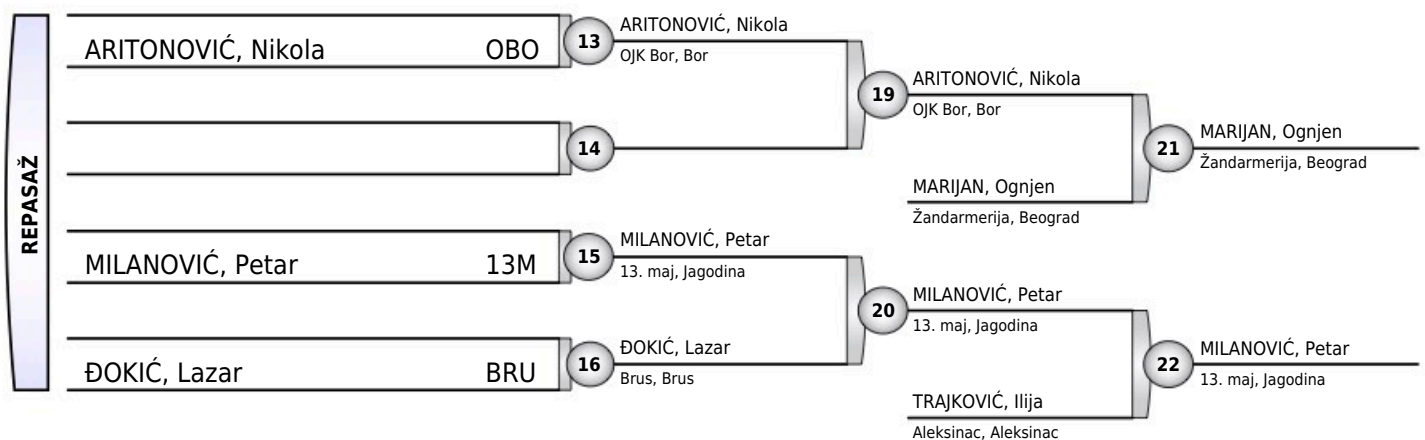 REPASAŽ
ARITONOVIĆ, Nikola OBO
13
ARITONOVIĆ, Nikola
OJK Bor, Bor
14
19
ARITONOVIĆ, Nikola
OJK Bor, Bor
MARIJAN, Ognjen
Žandarmerija, Beograd
21
MARIJAN, Ognjen
Žandarmerija, Beograd
MILANOVIĆ, Petar 13M
15
MILANOVIĆ, Petar
13. maj, Jagodina
ĐOKIĆ, Lazar BRU
16
ĐOKIĆ, Lazar
Brus, Brus
20
MILANOVIĆ, Petar
13. maj, Jagodina
TRAJKOVIĆ, Ilija
Aleksinac, Aleksinac
22
MILANOVIĆ, Petar
13. maj, Jagodina